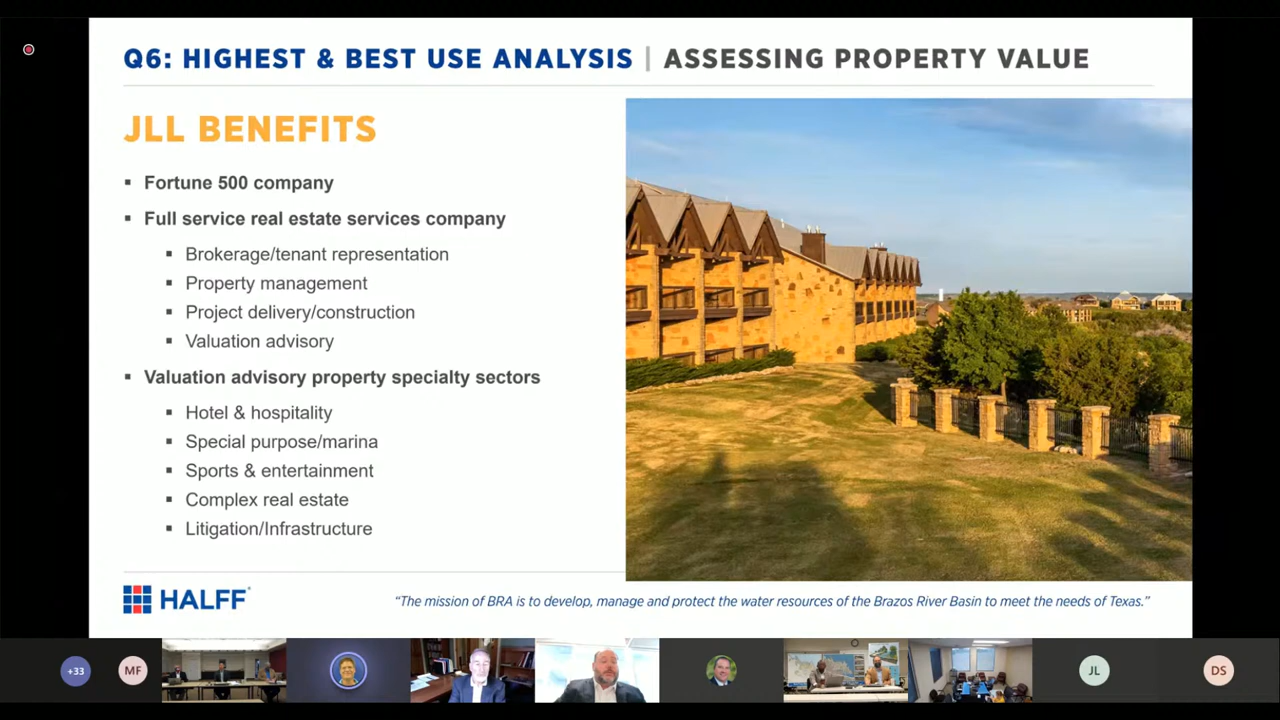 Q6: HIGHEST & BEST USE ANALYSIS | ASSESSING PROPERTY VALUE
JLL BENEFITS
▪ Fortune 500 company
▪ Full service real estate services company
▪ Brokerage/tenant representation
▪ Property management
▪ Project delivery/construction
▪ Valuation advisory
▪ Valuation advisory property specialty sectors
▪ Hotel & hospitality
▪ Special purpose/marina
▪ Sports & entertainment
▪ Complex real estate
▪ Litigation/Infrastructure
HALFF
“The mission of BRA is to develop, manage and protect the water resources of the Brazos River Basin to meet the needs of Texas.”
+33 MF JL DS